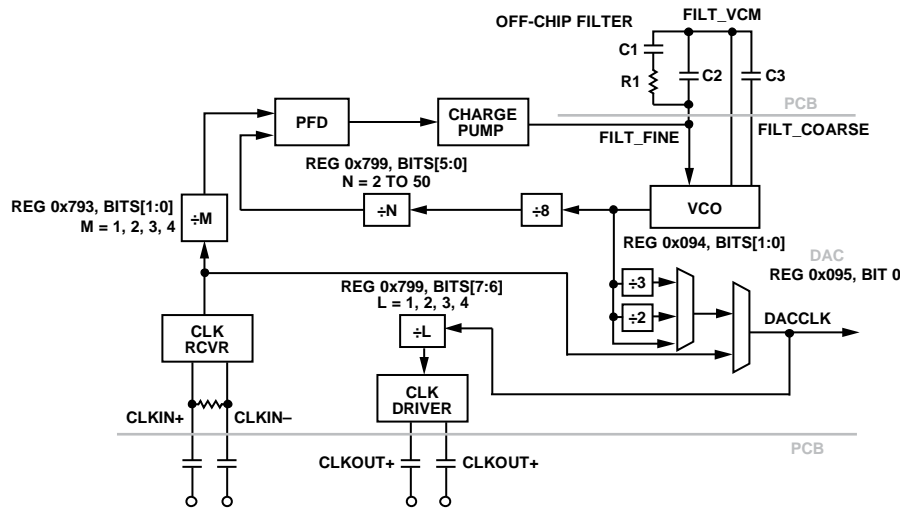 OFF-CHIP FILTER
FILT_VCM
C1
R1
C2
C3
PCB
PFD
CHARGE
PUMP
FILT_FINE
FILT_COARSE
REG 0x799, BITS[5:0]
N = 2 TO 50
REG 0x793, BITS[1:0]
M = 1, 2, 3, 4
÷M
÷N
÷8
VCO
REG 0x094, BITS[1:0]
DAC
REG 0x095, BIT 0
REG 0x799, BITS[7:6]
L = 1, 2, 3, 4
÷3
÷2
DACCLK
CLK
RCVR
÷L
CLK
DRIVER
CLKIN+
CLKIN–
PCB
CLKOUT+
CLKOUT+